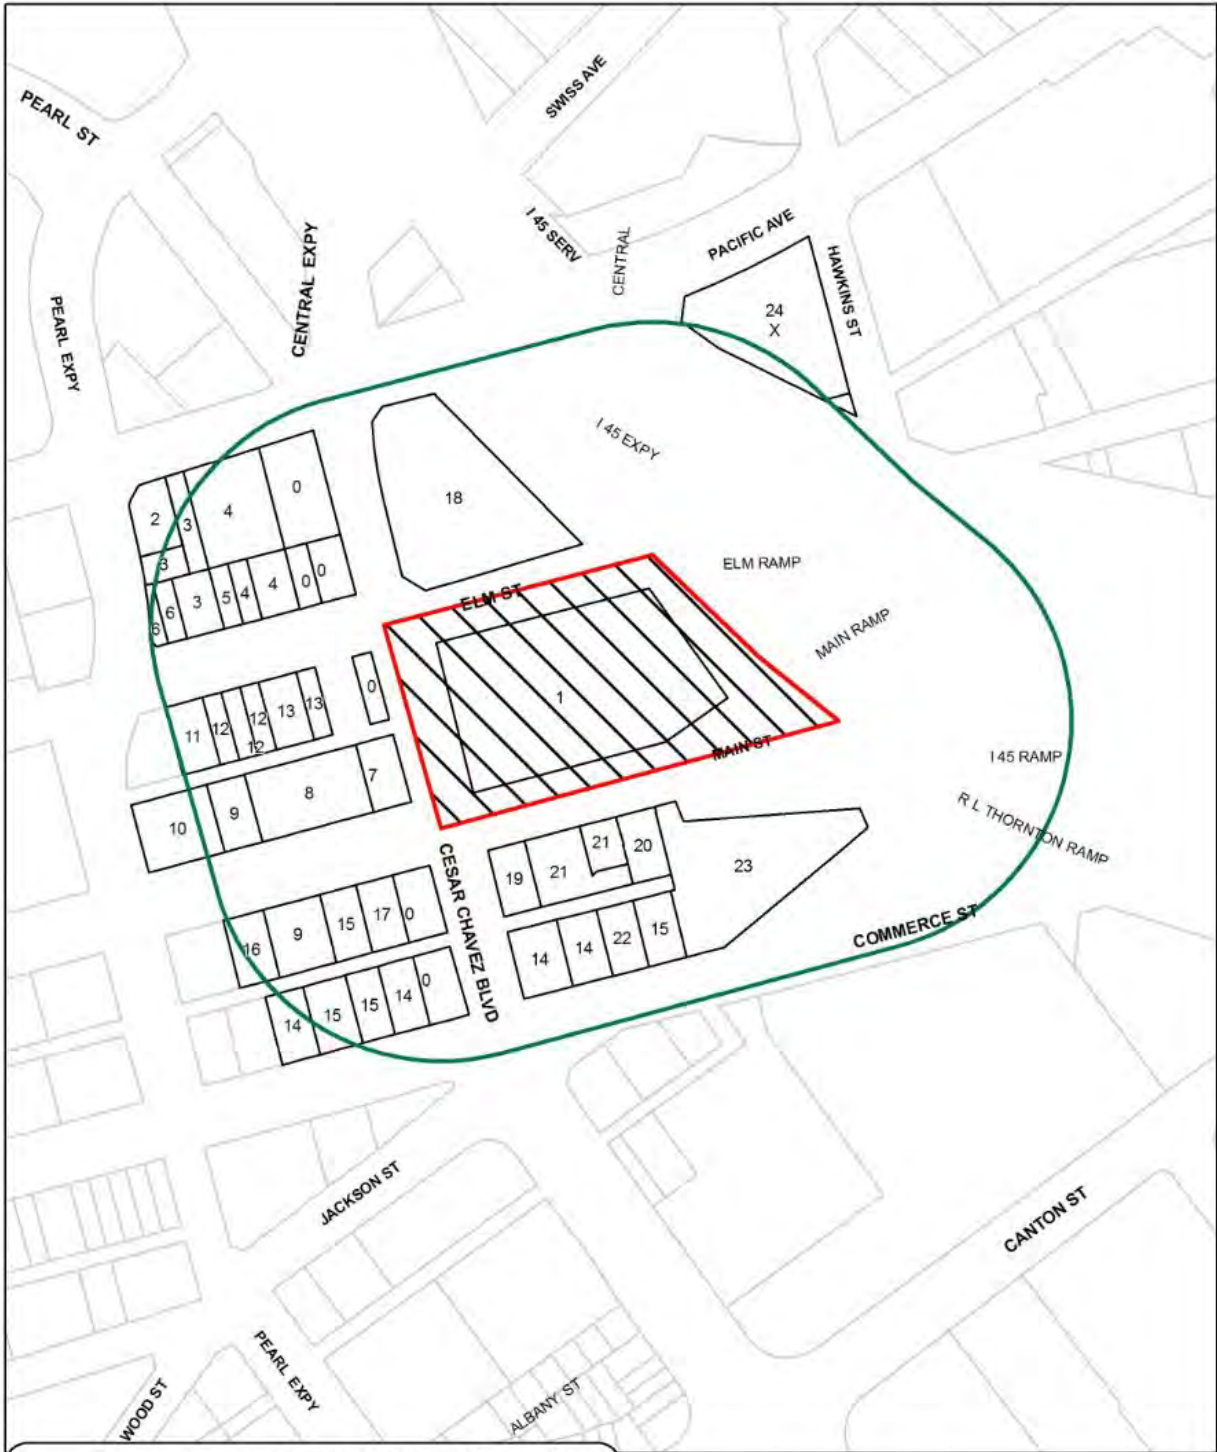 SWISS AVE
PEARL ST
I 45 SERV
CENTRAL
PACIFIC AVE
HAWKINS ST
CENTRAL EXPY
PEARL EXPY
24
X
I 45 EXPY
18
0
4
2
3
3
ELM RAMP
0
0
4
4
5
3
6
6
ELM ST
MAIN RAMP
1
0
13
13
12
12
12
11
MAIN ST
I 45 RAMP
7
8
9
10
R L THORNTON RAMP
21
20
21
19
23
CESAR CHAVEZ BLVD
0
17
15
9
16
COMMERCE ST
15
22
14
14
0
14
15
15
14
JACKSON ST
CANTON ST
PEARL EXPY
WOOD ST
ALBANY ST